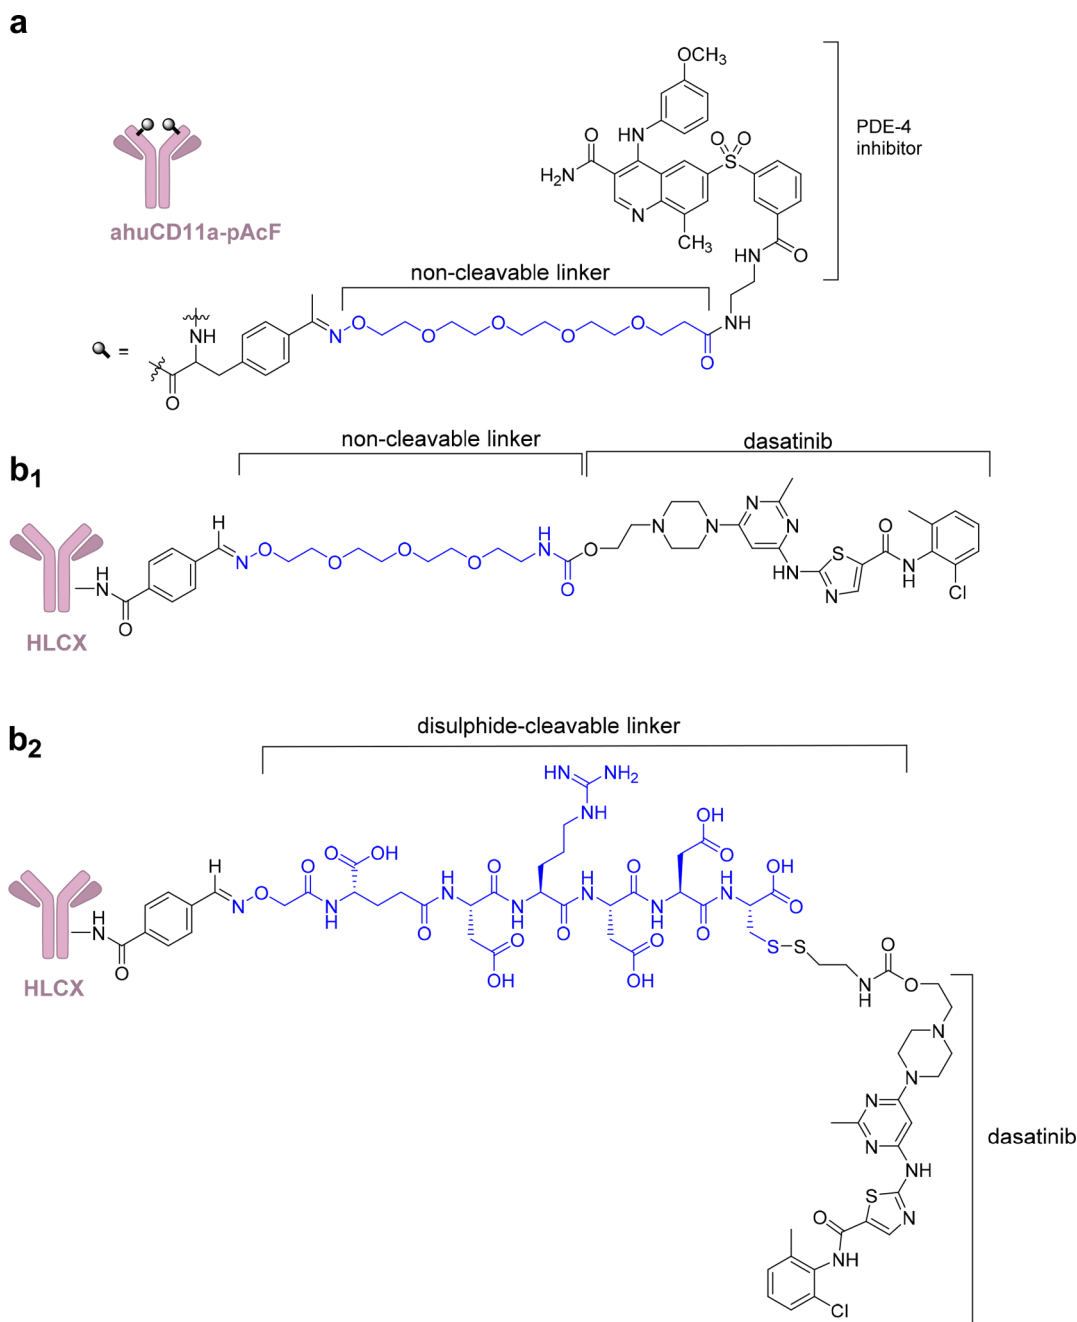 a
OCH3
HN
O
O O
S
H2N
N
CH3
HN
O
PDE-4
inhibitor
ahuCD11a-pAcF
non-cleavable linker
=
NH
O
N
O
O
O
O
O
O
NH
b1
non-cleavable linker
dasatinib
H
N
H
O
N
O
O
O
O
H
N
O
O
N
N
N
N
HN
S
N
O
N
H
Cl
HLCX
b2
disulphide-cleavable linker
HN
NH2
NH
H
N
H
O
N
O
O
N
H
O
OH
O
H
N
O
OH
O
N
H
O
H
N
O
OH
O
N
H
O
OH
O
H
N
OH
O
S–S
N
H
O
O
HLCX
N
N
N
N
NH
S
N
O
NH
Cl
dasatinib